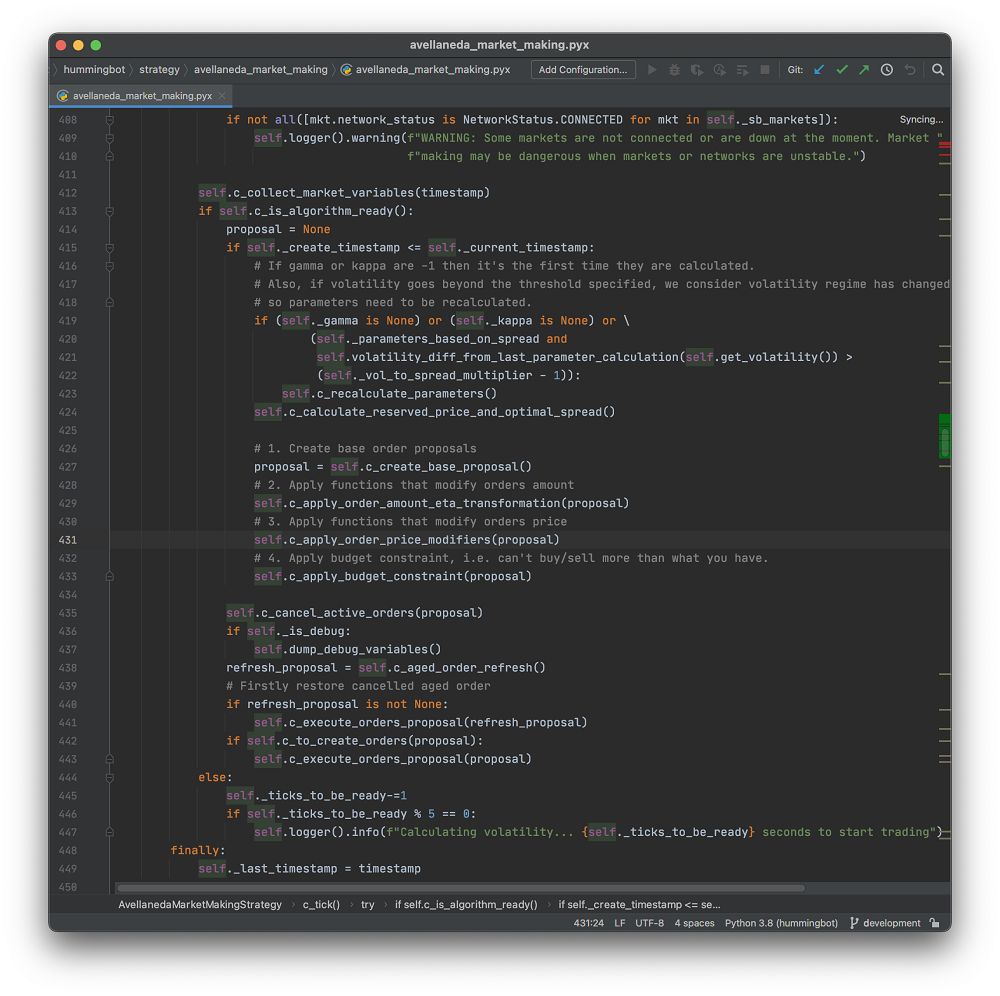 avellaneda_market_making.pyx
hummingbot strategy avellaneda_market_making avellaneda_market_making.pyx Add Configuration... Git:
avellaneda_market_making.pyx
408 if not all([mkt.network_status is NetworkStatus.CONNECTED for mkt in self._sb_markets]): Syncing...
409 self.logger().warning(f"WARNING: Some markets are not connected or are down at the moment. Market "
410 f"making may be dangerous when markets or networks are unstable.")
411
412 self.c_collect_market_variables(timestamp)
413 if self.c_is_algorithm_ready():
414 proposal = None
415 if self._create_timestamp <= self._current_timestamp:
416 # If gamma or kappa are -1 then it's the first time they are calculated.
417 # Also, if volatility goes beyond the threshold specified, we consider volatility regime has changed
418 # so parameters need to be recalculated.
419 if (self._gamma is None) or (self._kappa is None) or \
420 (self._parameters_based_on_spread and
421 self.volatility_diff_from_last_parameter_calculation(self.get_volatility()) >
422 (self._vol_to_spread_multiplier - 1)):
423 self.c_recalculate_parameters()
424 self.c_calculate_reserved_price_and_optimal_spread()
425
426 # 1. Create base order proposals
427 proposal = self.c_create_base_proposal()
428 # 2. Apply functions that modify orders amount
429 self.c_apply_order_amount_eta_transformation(proposal)
430 # 3. Apply functions that modify orders price
431 self.c_apply_order_price_modifiers(proposal)
432 # 4. Apply budget constraint, i.e. can't buy/sell more than what you have.
433 self.c_apply_budget_constraint(proposal)
434
435 self.c_cancel_active_orders(proposal)
436 if self._is_debug:
437 self.dump_debug_variables()
438 refresh_proposal = self.c_aged_order_refresh()
439 # Firstly restore cancelled aged order
440 if refresh_proposal is not None:
441 self.c_execute_orders_proposal(refresh_proposal)
442 if self.c_to_create_orders(proposal):
443 self.c_execute_orders_proposal(proposal)
444 else:
445 self._ticks_to_be_ready-=1
446 if self._ticks_to_be_ready % 5 == 0:
447 self.logger().info(f"Calculating volatility... {self._ticks_to_be_ready} seconds to start trading")
448 finally:
449 self._last_timestamp = timestamp
450
AvellanedaMarketMakingStrategy c_tick() try if self.c_is_algorithm_ready() if self._create_timestamp <= se...
431:24 LF UTF-8 4 spaces Python 3.8 (hummingbot) development